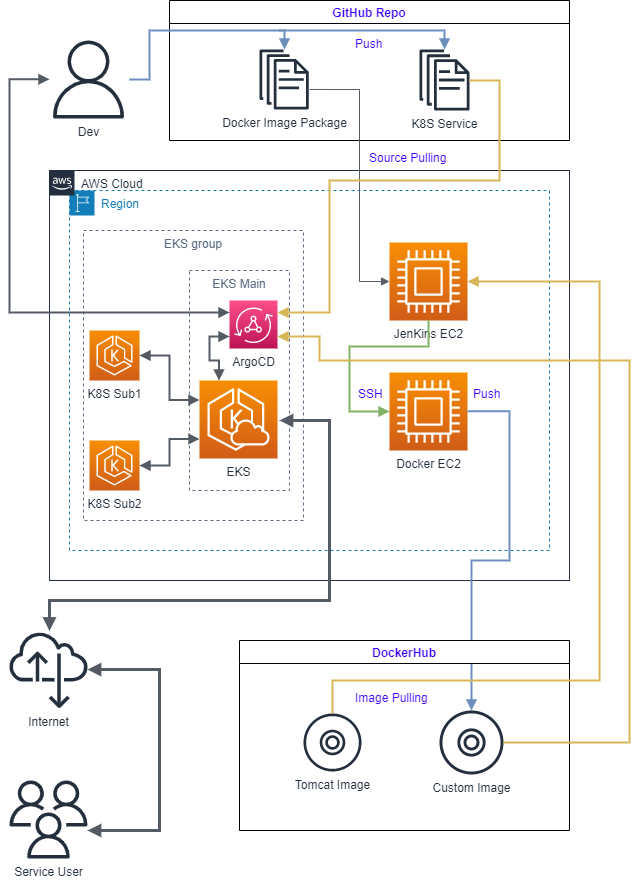 GitHub Repo
Push
Docker Image Package
K8S Service
Dev
Source Pulling
aws
AWS Cloud
Region
EKS group
EKS Main
JenKins EC2
ArgoCD
K8S Sub1
SSH
Push
Docker EC2
EKS
K8S Sub2
DockerHub
Image Pulling
Internet
Tomcat Image
Custom Image
Service User